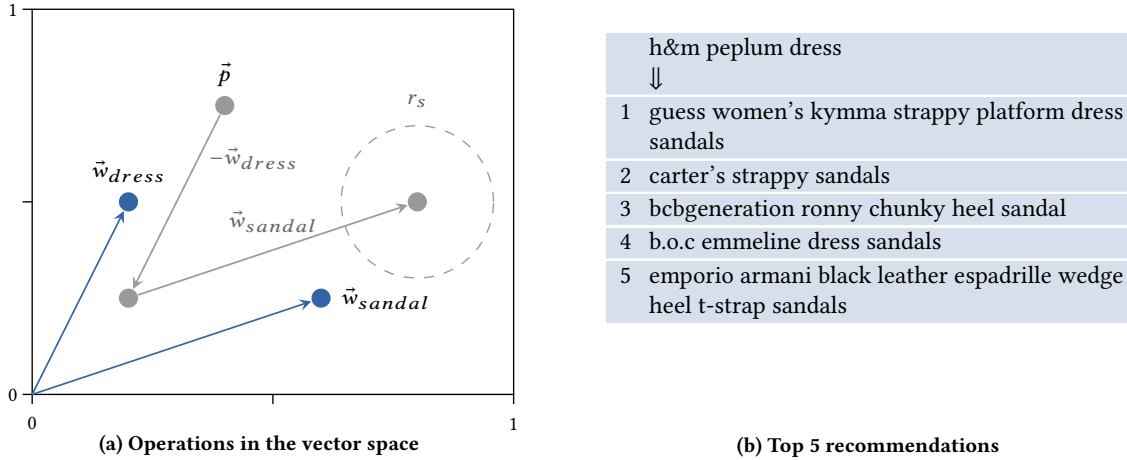 1
p⃗
r_s
−w⃗_dress
w⃗_dress
w⃗_sandal
w⃗_sandal
0
0
1
(a) Operations in the vector space
h&m peplum dress
⇓
1 guess women's kymma strappy platform dress
sandals
2 carter's strappy sandals
3 bcbgeneration ronny chunky heel sandal
4 b.o.c emmeline dress sandals
5 emporio armani black leather espadrille wedge
heel t-strap sandals
(b) Top 5 recommendations